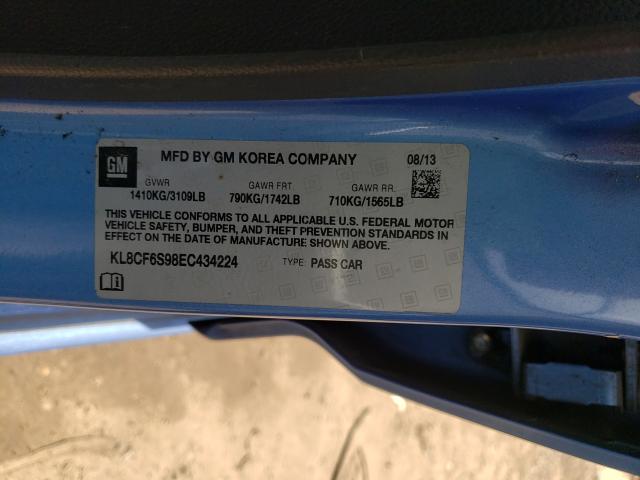 GM
MFD BY GM KOREA COMPANY 08/13
GVWR GAWR FRT GAWR RR.
1410KG/3109LB 790KG/1742LB 710KG/1565LB
THIS VEHICLE CONFORMS TO ALL APPLICABLE U.S. FEDERAL MOTOR
VEHICLE SAFETY, BUMPER, AND THEFT PREVENTION STANDARDS IN
EFFECT ON THE DATE OF MANUFACTURE SHOWN ABOVE.
KL8CF6S98EC434224 TYPE: PASS CAR